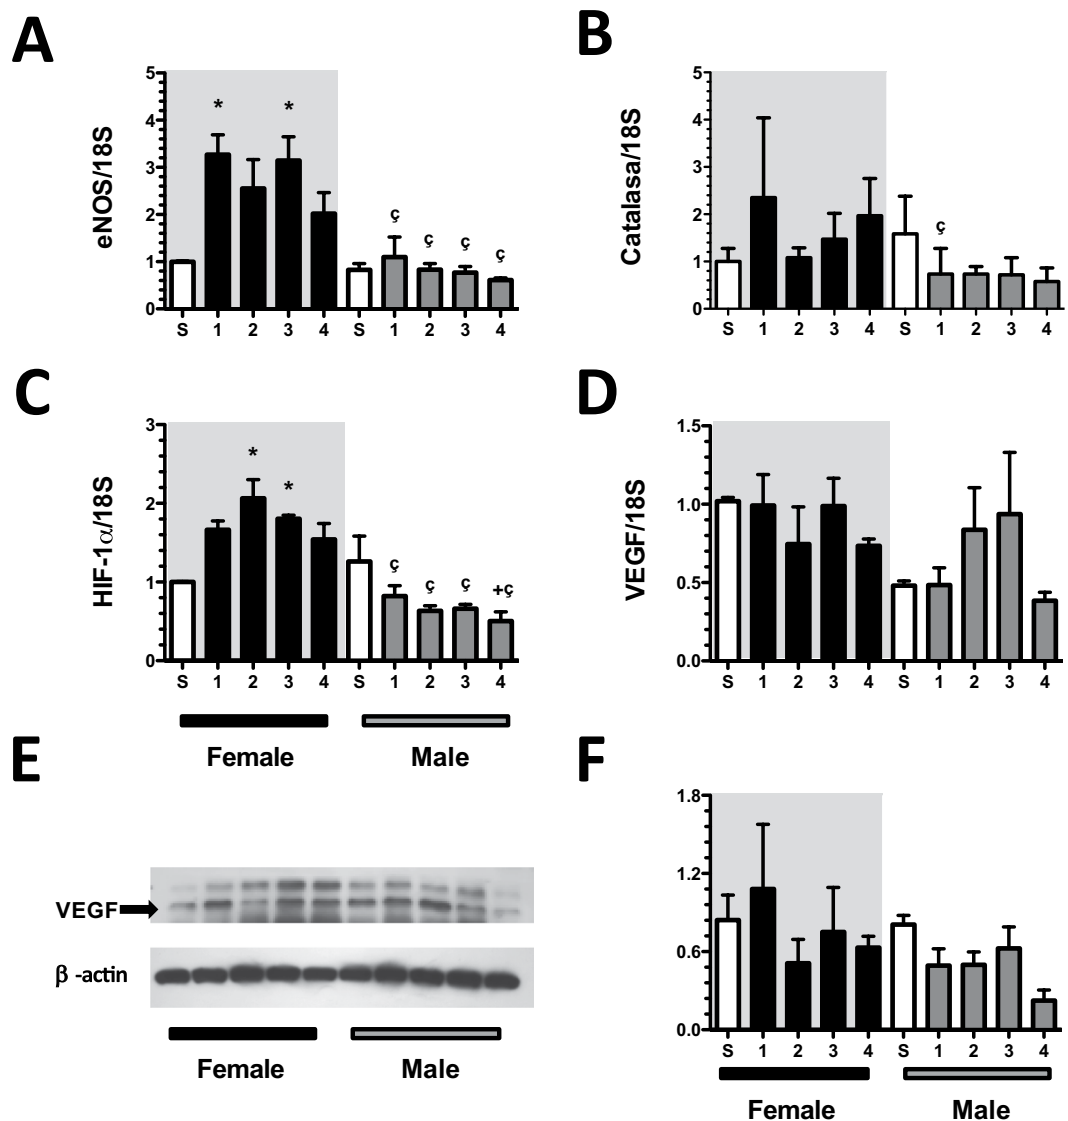 A
eNOS/18S
5
4
3
2
1
0
* *
ç ç ç ç
S 1 2 3 4 S 1 2 3 4
B
Catalasa/18S
5
4
3
2
1
0
ç
S 1 2 3 4 S 1 2 3 4
C
HIF-1α/18S
3
2
1
0
* *
ç ç ç +ç
S 1 2 3 4 S 1 2 3 4
Female Male
D
VEGF/18S
1.5
1.0
0.5
0.0
S 1 2 3 4 S 1 2 3 4
E
VEGF
β -actin
Female Male
F
1.8
1.2
0.6
0.0
S 1 2 3 4 S 1 2 3 4
Female Male